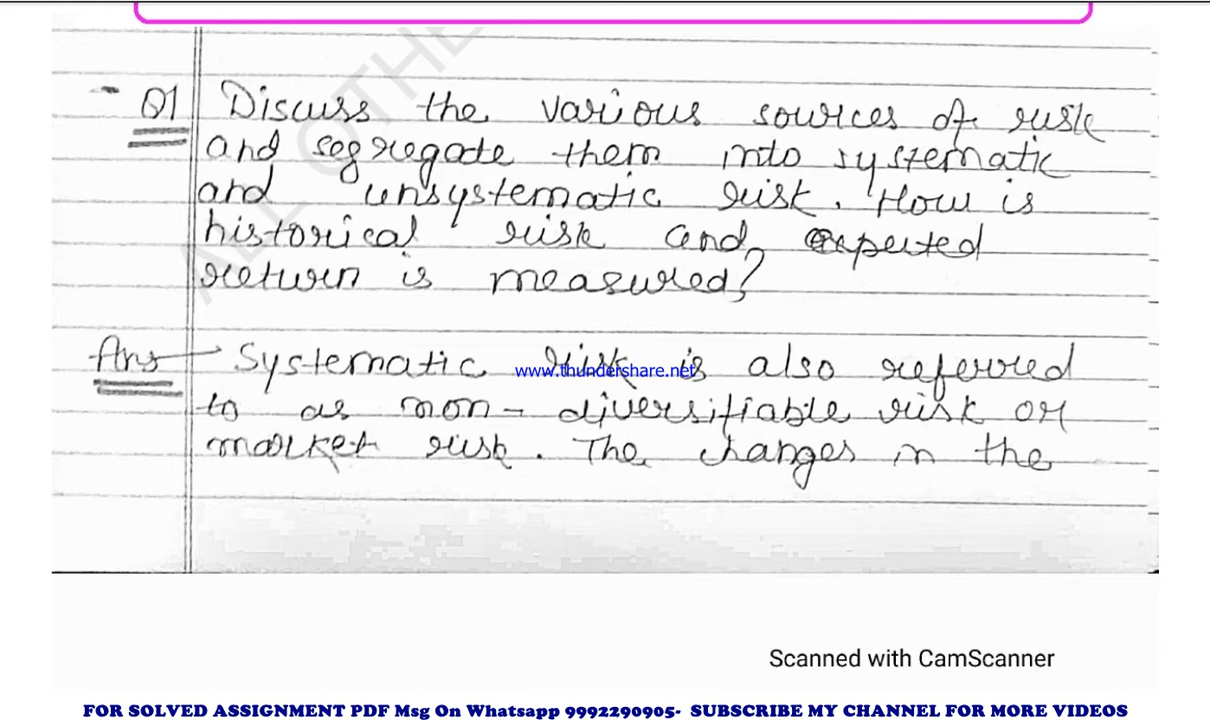 ALL OTHE
Q1 Discuss the various sources of risk
and segregate them into systematic
and unsystematic risk. How is
historical risk and expected
return is measured?
Ans Systematic risk is also referred
www.thundershare.net
to as non-diversifiable risk or
market risk. The changes in the
Scanned with CamScanner
FOR SOLVED ASSIGNMENT PDF Msg On Whatsapp 9992290905- SUBSCRIBE MY CHANNEL FOR MORE VIDEOS